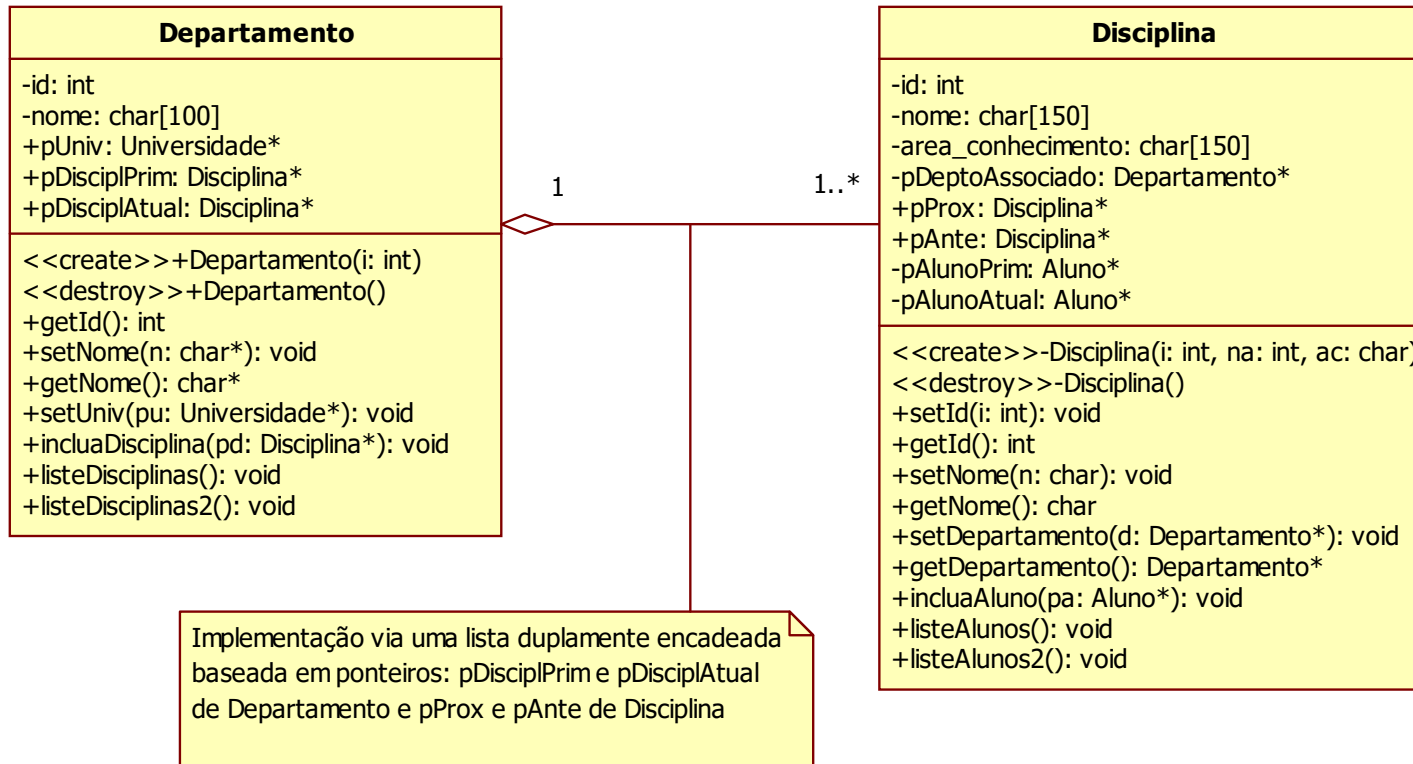 Departamento
-id: int
-nome: char[100]
+pUniv: Universidade*
+pDisciplPrim: Disciplina*
+pDisciplAtual: Disciplina*
<<create>>+Departamento(i: int)
<<destroy>>+Departamento()
+getId(): int
+setNome(n: char*): void
+getNome(): char*
+setUniv(pu: Universidade*): void
+incluaDisciplina(pd: Disciplina*): void
+listeDisciplinas(): void
+listeDisciplinas2(): void
1
1..*
Disciplina
-id: int
-nome: char[150]
-area_conhecimento: char[150]
-pDeptoAssociado: Departamento*
+pProx: Disciplina*
+pAnte: Disciplina*
-pAlunoPrim: Aluno*
-pAlunoAtual: Aluno*
<<create>>-Disciplina(i: int, na: int, ac: char)
<<destroy>>-Disciplina()
+setId(i: int): void
+getId(): int
+setNome(n: char): void
+getNome(): char
+setDepartamento(d: Departamento*): void
+getDepartamento(): Departamento*
+incluaAluno(pa: Aluno*): void
+listeAlunos(): void
+listeAlunos2(): void
Implementação via uma lista duplamente encadeada
baseada em ponteiros: pDisciplPrim e pDisciplAtual
de Departamento e pProx e pAnte de Disciplina